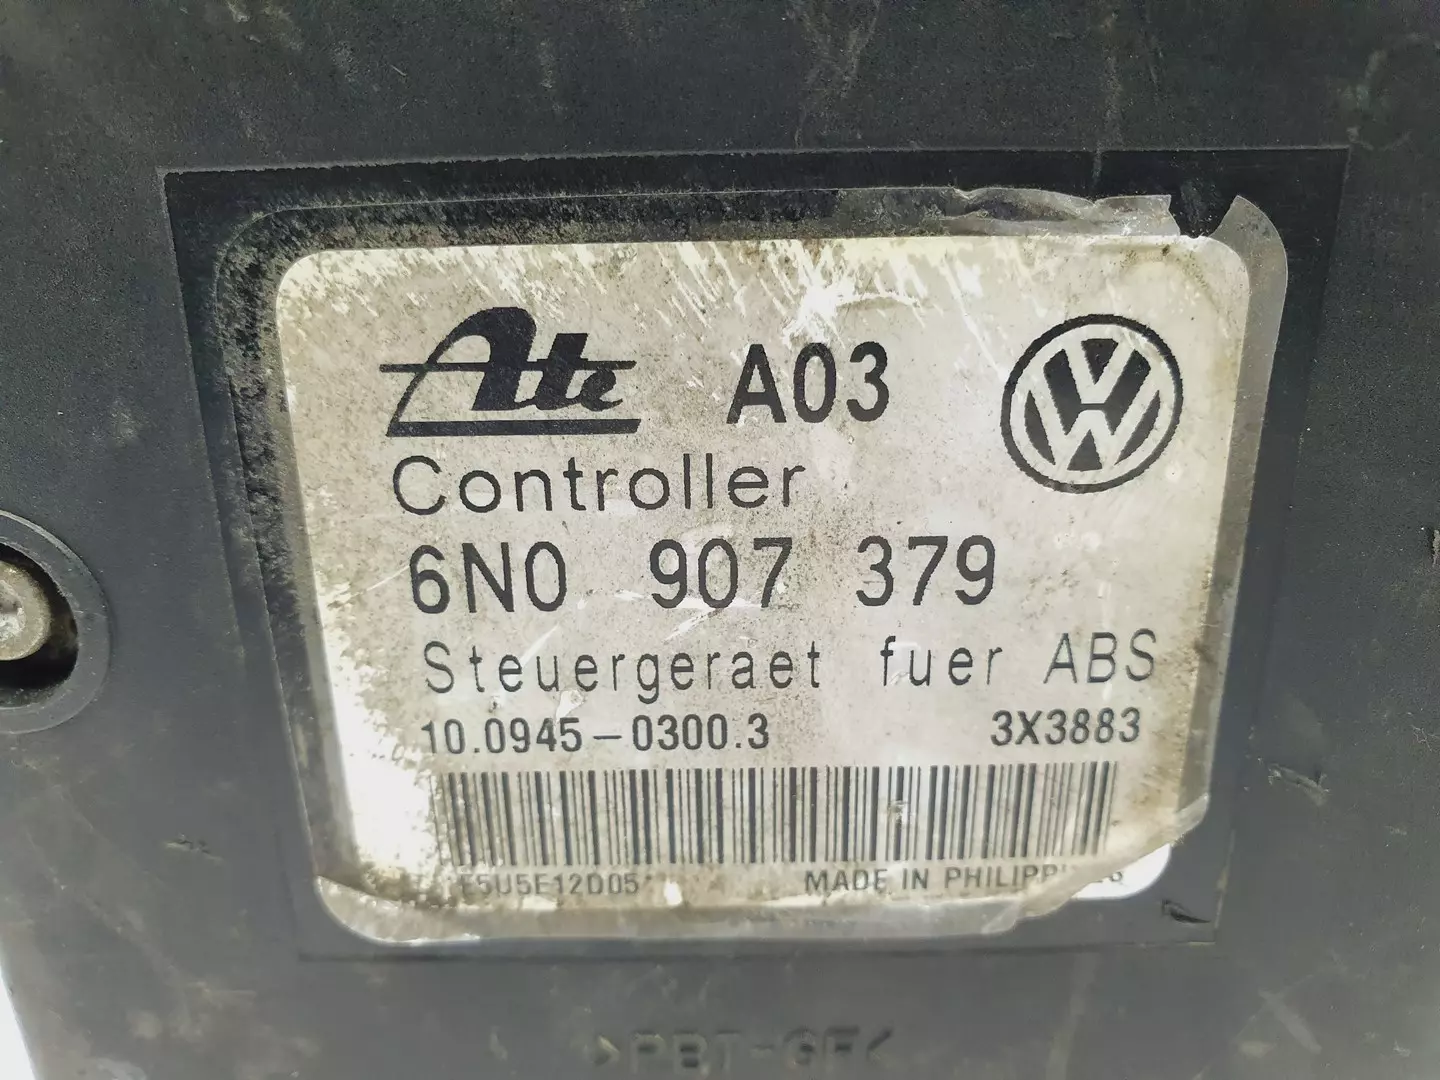 Ate A03
Controller
6N0 907 379
Steuergeraet fuer ABS
10.0945-0300.3 3X3883
E5U5E12D05* MADE IN PHILIPPINES
>PBT-GF<